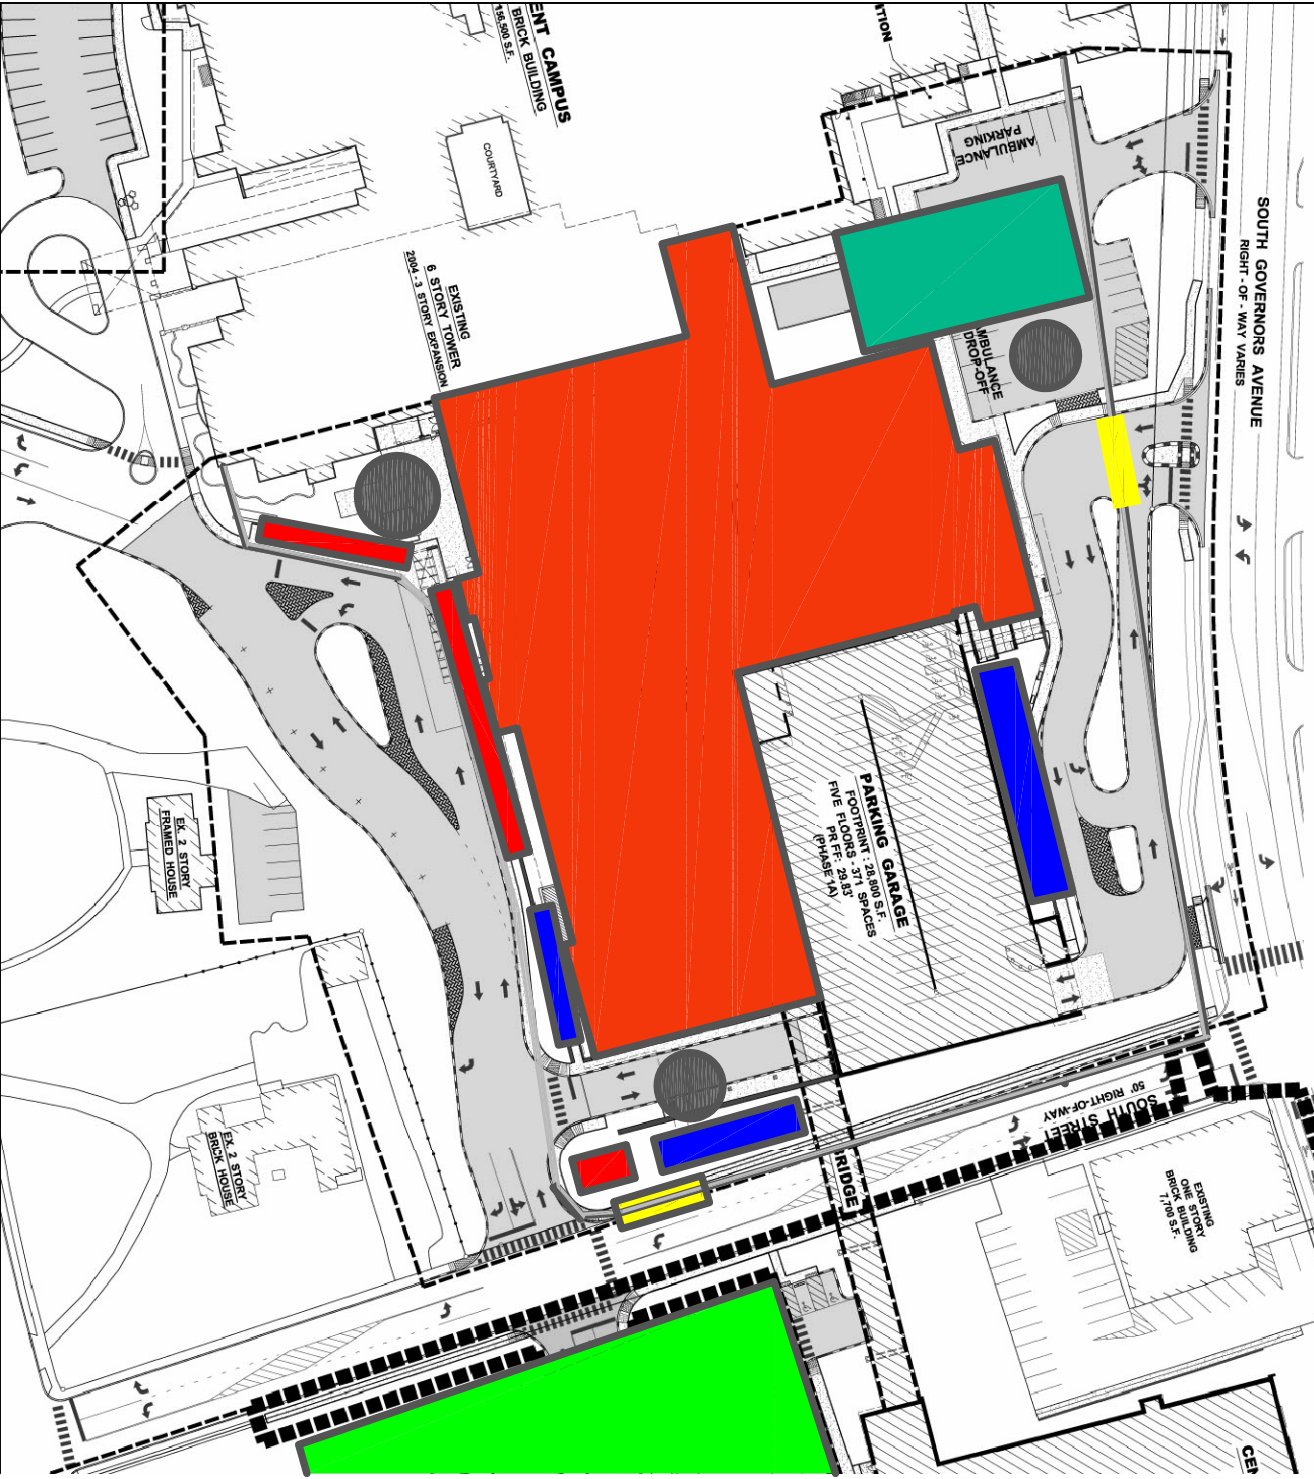 ENT CAMPUS
BRICK BUILDING
156,500 S.F.
COURTYARD
AMBULANCE
PARKING
SOUTH GOVERNORS AVENUE
RIGHT - OF - WAY VARIES
EXISTING
6 STORY TOWER
2004 - 3 STORY EXPANSION
AMBULANCE
DROP-OFF
PARKING GARAGE
FOOTPRINT : 28,800 S.F.
FIVE FLOORS - 371 SPACES
PR FF: 29.83'
(PHASE 1A)
EX. 2 STORY
FRAMED HOUSE
EX. 2 STORY
BRICK HOUSE
SOUTH STREET
50' RIGHT-OF-WAY
RIDGE
EXISTING
ONE STORY
BRICK BUILDING
7,700 S.F.
CEN